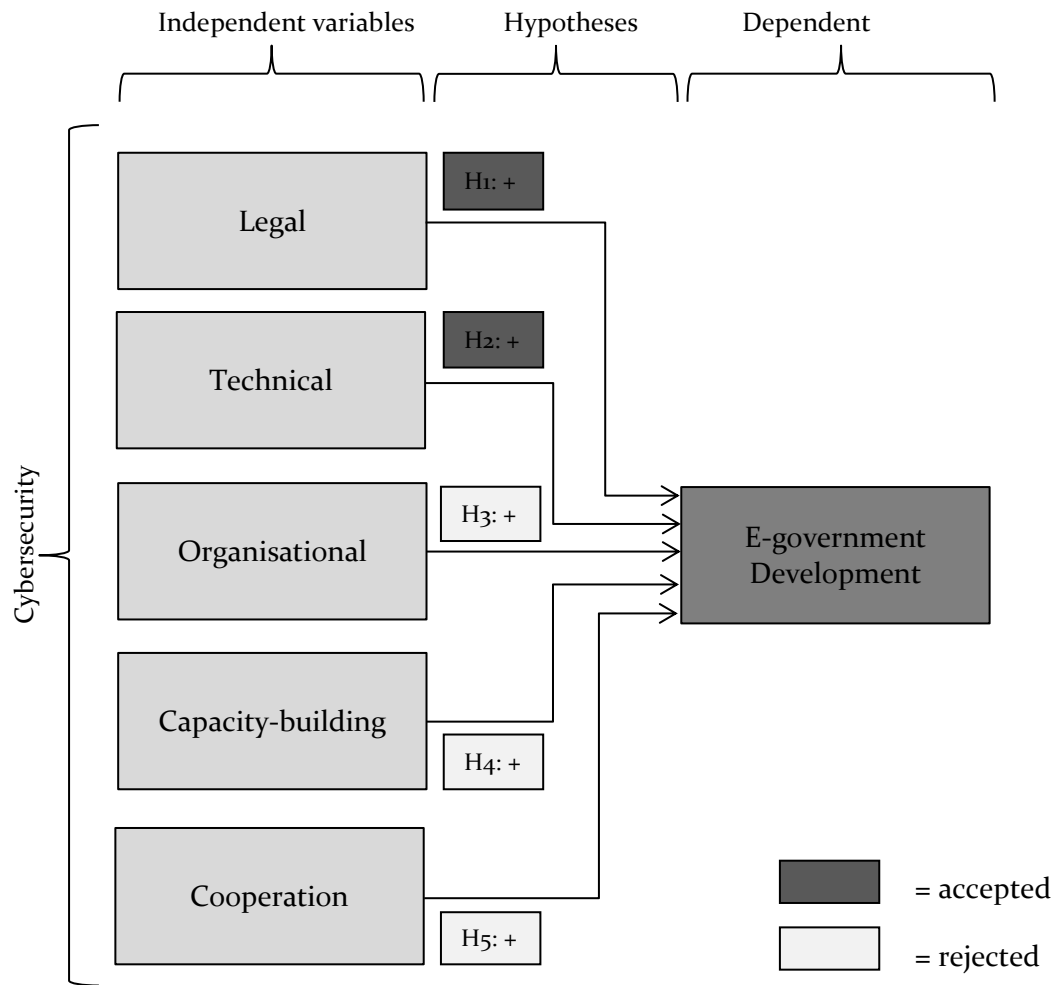 Independent variables
Hypotheses
Dependent
Cybersecurity
Legal
H1: +
Technical
H2: +
Organisational
H3: +
Capacity-building
H4: +
Cooperation
H5: +
E-government
Development
= accepted
= rejected